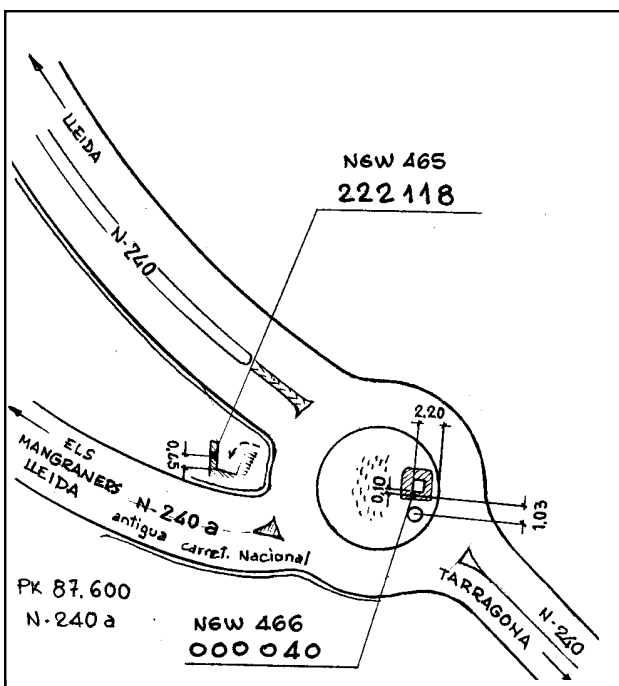 LLEIDA
NGW 465
222118
N-240
2.20
0.75
0.10
1.03
ELS
MANGRANERS
LLEIDA
N-240 a
antigua carret. Nacional
PK 87.600
N-240 a
TARRAGONA
N-240
NGW 466
000 040